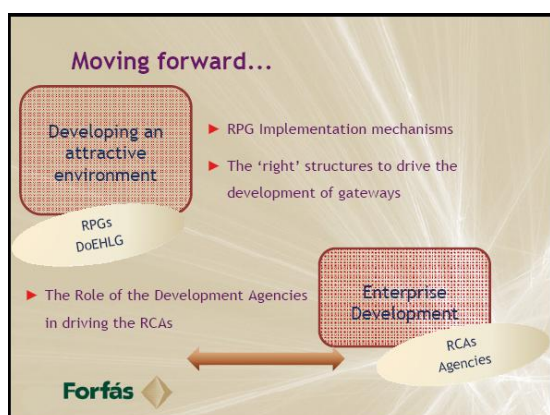 Moving forward...
Developing an
attractive
environment
RPGs
DoEHLG
► RPG Implementation mechanisms
► The ‘right’ structures to drive the
development of gateways
► The Role of the Development Agencies
in driving the RCAs
Enterprise
Development
RCAs
Agencies
Forfás